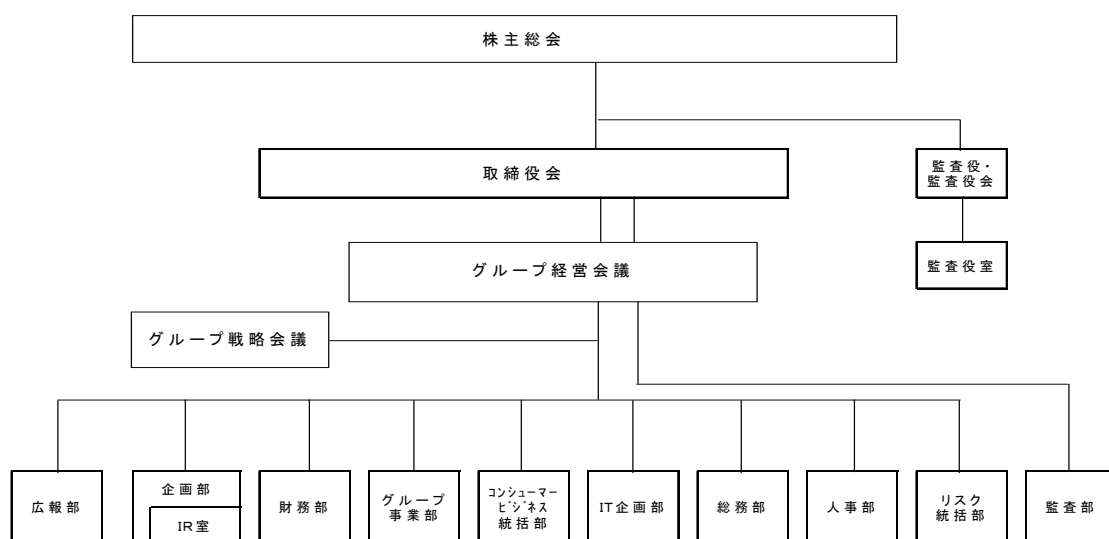 株主総会
取締役会
監査役・
監査役会
グループ経営会議
監査役室
グループ戦略会議
広報部
企画部
IR室
財務部
グループ
事業部
コンシューマー
ビジネス
統括部
IT企画部
総務部
人事部
リスク
統括部
監査部